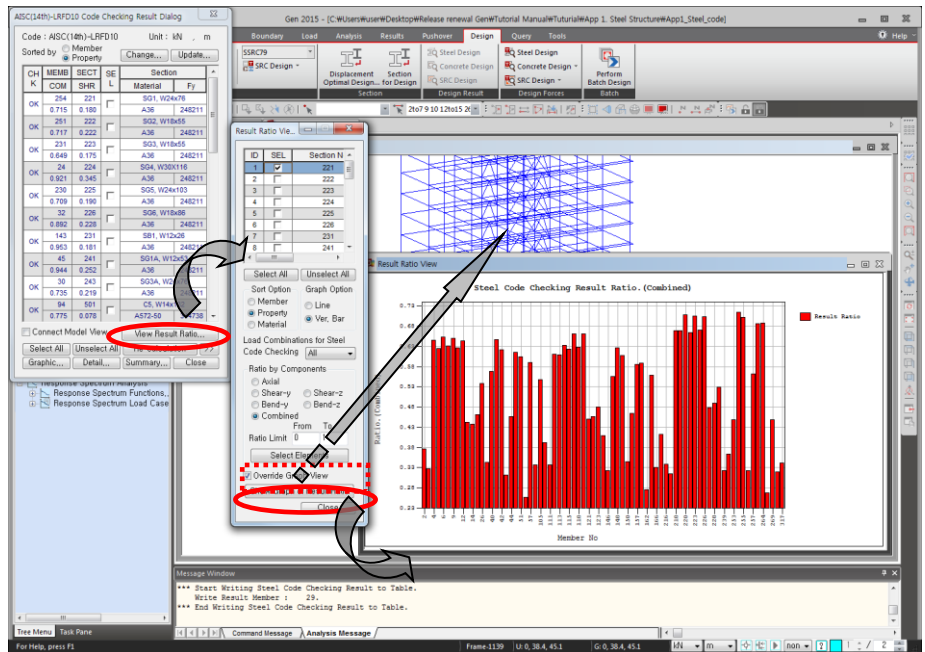 AISC(14th)-LRFD10 Code Checking Result Dialog
Gen 2015 - [C:\Users\user\Desktop\Release renewal Gen\Tutorial Manual\Tuturial\App 1. Steel Structure\App1_Steel_code]
Boundary Load Analysis Results Pushover Design Query Tools Help
SSRC79
SRC Design
Displacement Optimal Design...
Section for Design
Section
Steel Design
Concrete Design
SRC Design
Design Result
Steel Design
Concrete Design
SRC Design
Design Forces
Perform
Batch Design
Batch
2to7 9 10 12to15 2
Code : AISC(14th)-LRFD10 Unit : kN , m
Sorted by Member
Property
Change... Update...
CH K MEMB SECT SE L Section
COM SHR Material Fy
OK 254 221 SG1, W24x76
0.715 0.180 A36 248211
OK 251 222 SG2, W18x55
0.717 0.222 A36 248211
OK 231 223 SG3, W18x55
0.649 0.175 A36 248211
OK 24 224 SG4, W30X116
0.921 0.345 A36 248211
OK 230 225 SG5, W24x103
0.709 0.190 A36 248211
OK 32 226 SG6, W18x86
0.892 0.228 A36 248211
OK 143 231 SB1, W12x26
0.953 0.181 A36 248211
OK 45 241 SG1A, W12x53
0.944 0.252 A36 248211
OK 30 243 SG3A, W2
0.735 0.219 A36
OK 94 501 C5, W14x
0.775 0.078 A572-50
Connect Model View
View Result Ratio...
Select All Unselect All >>
Graphic... Detail... Summary... Close
Response Spectrum Analysis
Response Spectrum Functions,,
Response Spectrum Load Case
Result Ratio Vie...
ID SEL Section N
1 221
2 222
3 223
4 224
5 225
6 226
7 231
8 241
Select All Unselect All
Sort Option Graph Option
Member
Property
Material
Line
Ver, Bar
Load Combinations for Steel
Code Checking All
Ratio by Components
Axial
Shear-y Shear-z
Bend-y Bend-z
Combined
From To
Ratio Limit 0
Select Elements
Override Graph View
Close
Result Ratio View
Steel Code Checking Result Ratio.(Combined)
Result Ratio
Member No
Message Window
*** Start Writing Steel Code Checking Result to Table.
Write Result Member : 29.
*** End Writing Steel Code Checking Result to Table.
Tree Menu Task Pane
Command Message Analysis Message
For Help, press F1
Frame-1139 U: 0, 38.4, 45.1 G: 0, 38.4, 45.1 kN m non ? 2